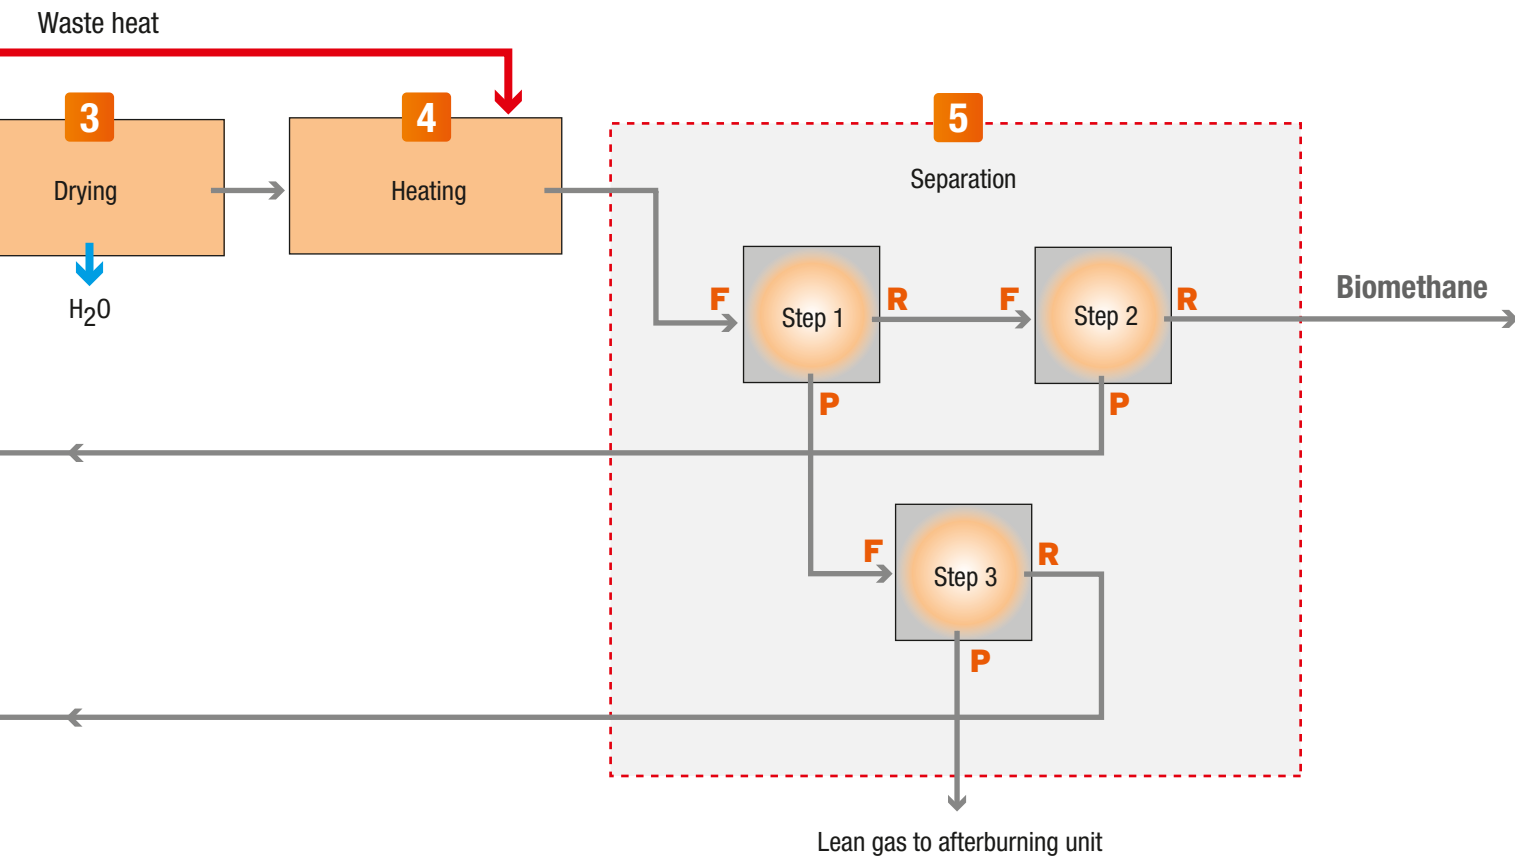 Waste heat
3
4
5
Drying
Heating
Separation
H20
F
Step 1
R
F
Step 2
R
Biomethane
P
P
F
Step 3
R
P
Lean gas to afterburning unit